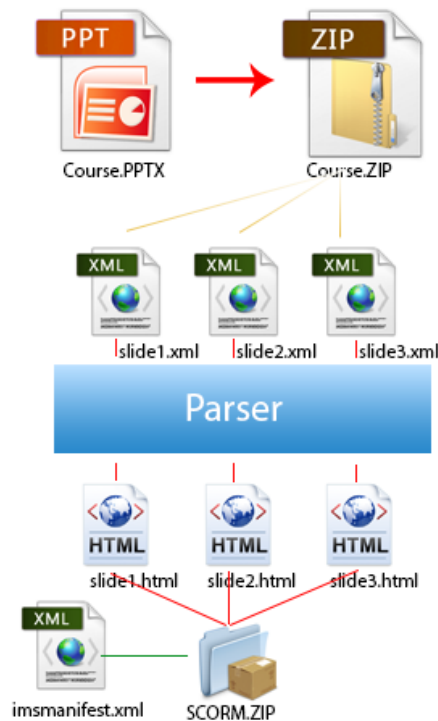 PPT
ZIP
Course.PPTX
Course.ZIP
XML
XML
XML
slide1.xml
slide2.xml
slide3.xml
Parser
HTML
HTML
HTML
slide1.html
slide2.html
slide3.html
XML
imsmanifest.xml
SCORM.ZIP